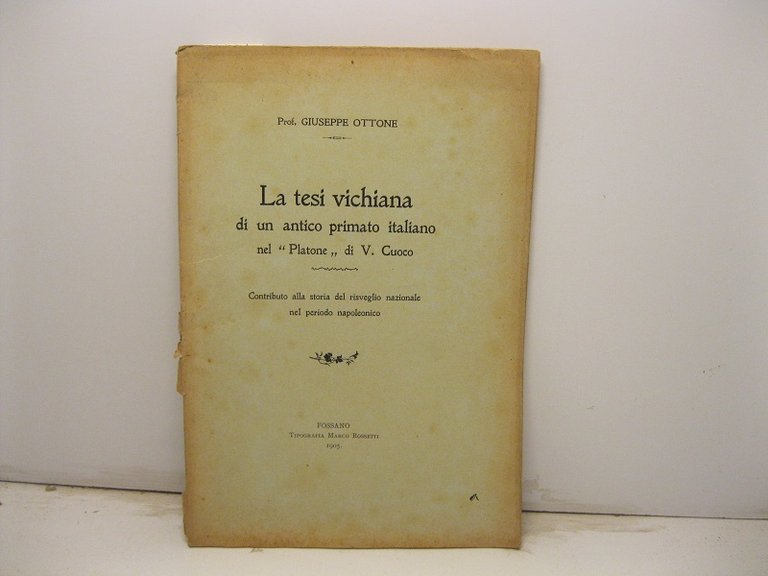 Prof. GIUSEPPE OTTONE
La tesi vichiana
di un antico primato italiano
nel “ Platone „ di V. Cuoco
Contributo alla storia del risveglio nazionale
nel periodo napoleonico
FOSSANO
Tipografia Marco Rossetti
1905.